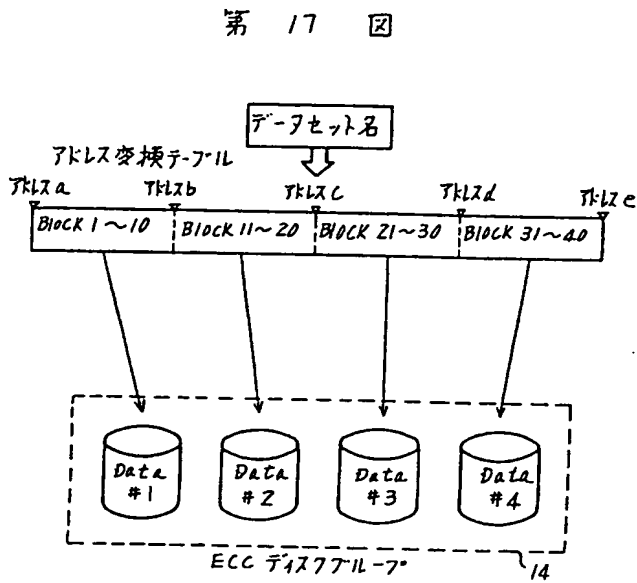 第 17 図
データセット名
アドレス変換テーブル
アドレスa アドレスb アドレスc アドレスd アドレスe
BLOCK 1～10 BLOCK 11～20 BLOCK 21～30 BLOCK 31～40
Data #1
Data #2
Data #3
Data #4
ECC ディスクグループ
14